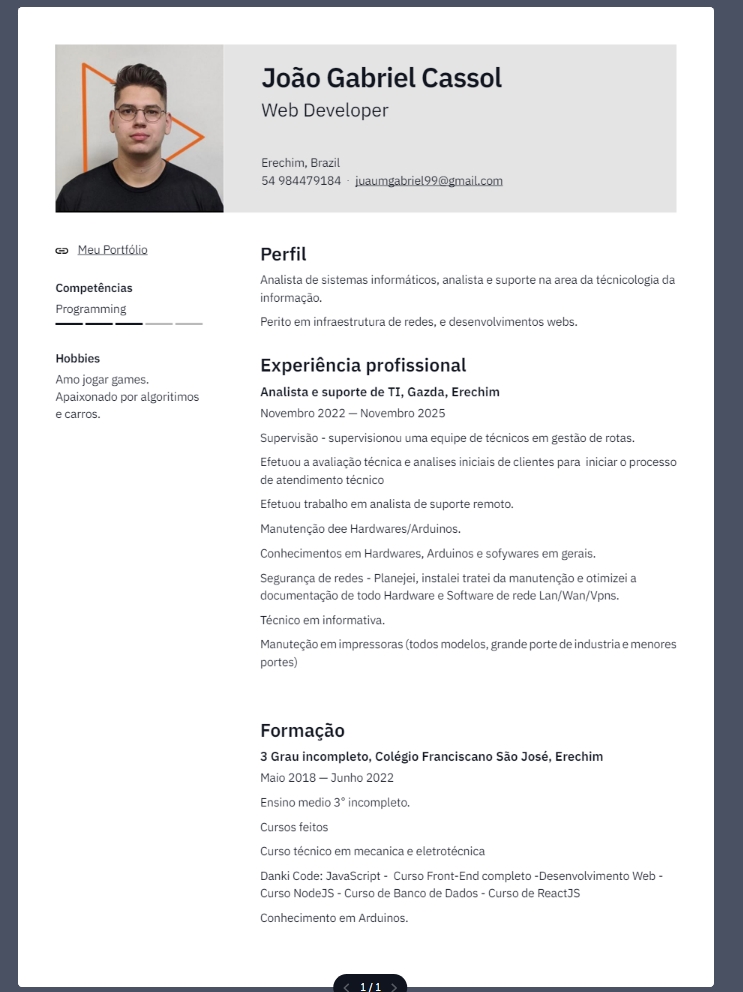 João Gabriel Cassol
Web Developer
Erechim, Brazil
54 984479184 · juaumgabriel99@gmail.com
Meu Portfólio
Competências
Programming
Hobbies
Amo jogar games.
Apaixonado por algoritimos
e carros.
Perfil
Analista de sistemas informáticos, analista e suporte na area da técnicologia da
informação.
Perito em infraestrutura de redes, e desenvolvimentos webs.
Experiência profissional
Analista e suporte de TI, Gazda, Erechim
Novembro 2022 — Novembro 2025
Supervisão - supervisionou uma equipe de técnicos em gestão de rotas.
Efetuou a avaliação técnica e analises iniciais de clientes para  iniciar o processo
de atendimento técnico
Efetuou trabalho em analista de suporte remoto.
Manutenção dee Hardwares/Arduinos.
Conhecimentos em Hardwares, Arduinos e sofywares em gerais.
Segurança de redes - Planejei, instalei tratei da manutenção e otimizei a
documentação de todo Hardware e Software de rede Lan/Wan/Vpns.
Técnico em informativa.
Manuteção em impressoras (todos modelos, grande porte de industria e menores
portes)
Formação
3 Grau incompleto, Colégio Franciscano São José, Erechim
Maio 2018 — Junho 2022
Ensino medio 3° incompleto.
Cursos feitos
Curso técnico em mecanica e eletrotécnica
Danki Code: JavaScript -  Curso Front-End completo -Desenvolvimento Web -
Curso NodeJS - Curso de Banco de Dados - Curso de ReactJS
Conhecimento em Arduinos.
1 / 1